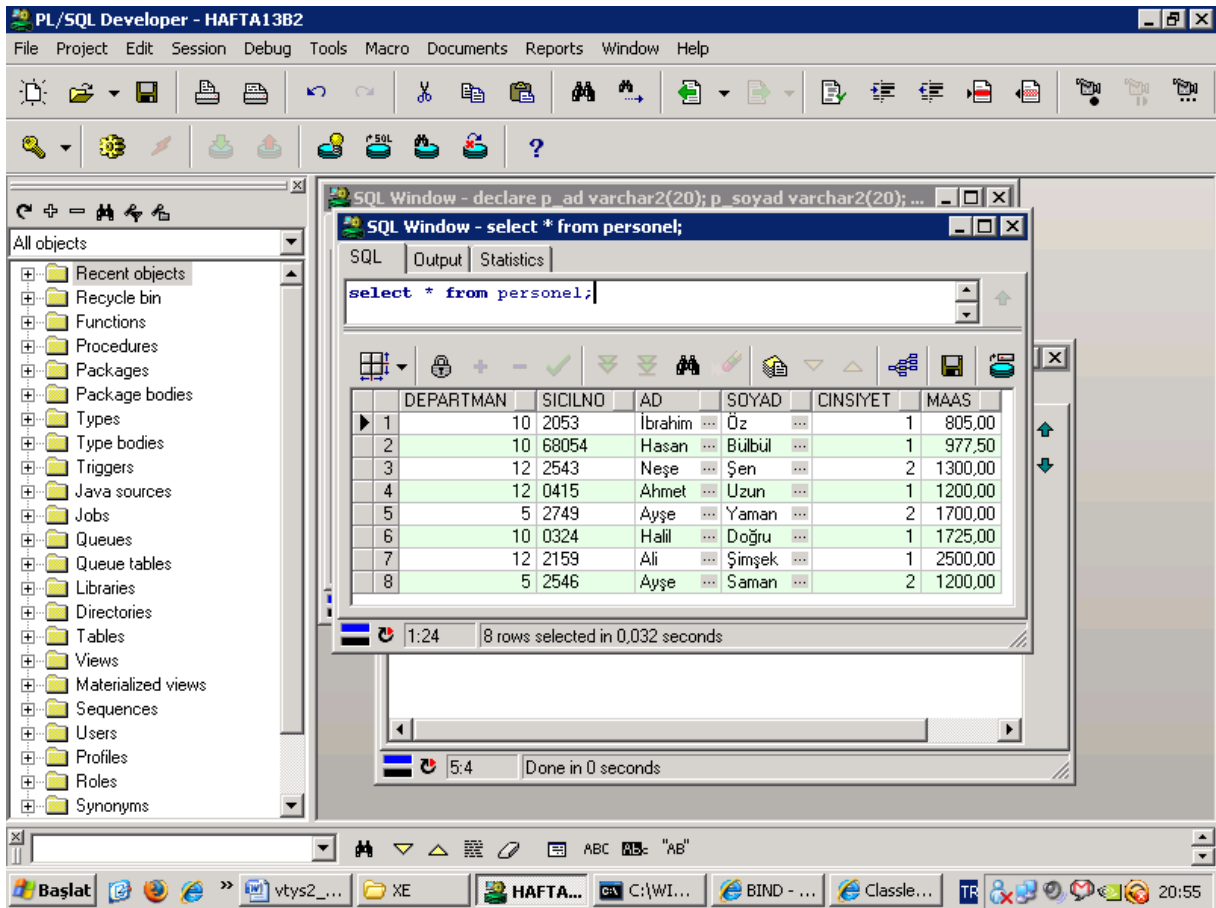 PL/SQL Developer - HAFTA13B2
File Project Edit Session Debug Tools Macro Documents Reports Window Help
SQL
?
All objects
Recent objects
Recycle bin
Functions
Procedures
Packages
Package bodies
Types
Type bodies
Triggers
Java sources
Jobs
Queues
Queue tables
Libraries
Directories
Tables
Views
Materialized views
Sequences
Users
Profiles
Roles
Synonyms
SQL Window - declare p_ad varchar2(20); p_soyad varchar2(20); ...
SQL Window - select * from personel;
SQL Output Statistics
select * from personel;
DEPARTMAN SICILNO AD SOYAD CINSIYET MAAS
1 10 2053 İbrahim ... Öz ... 1 805,00
2 10 68054 Hasan ... Bülbül ... 1 977,50
3 12 2543 Neşe ... Şen ... 2 1300,00
4 12 0415 Ahmet ... Uzun ... 1 1200,00
5 5 2749 Ayşe ... Yaman ... 2 1700,00
6 10 0324 Halil ... Doğru ... 1 1725,00
7 12 2159 Ali ... Şimşek ... 1 2500,00
8 5 2546 Ayşe ... Saman ... 2 1200,00
1:24 8 rows selected in 0,032 seconds
5:4 Done in 0 seconds
ABC "AB"
Başlat » vtys2_... XE HAFTA... C:\WI... BIND - ... Classle... TR 20:55